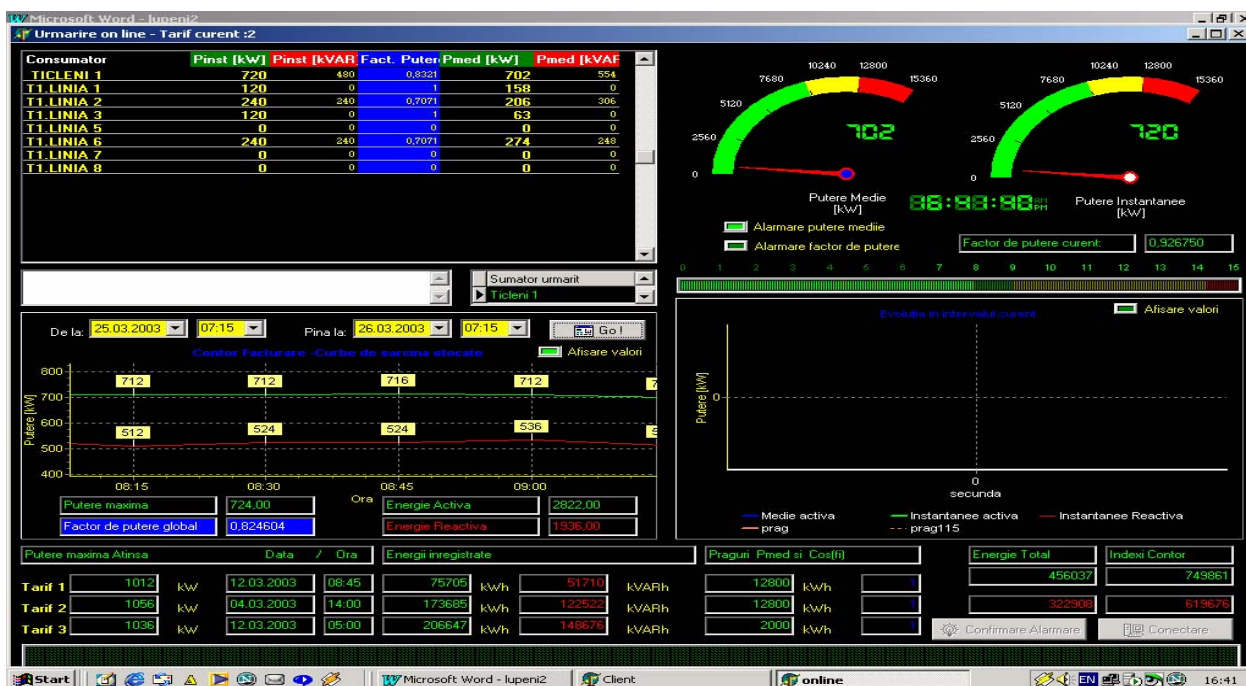 Microsoft Word - lupeni2
Urmarire on line - Tarif curent :2
Consumator Pinst [kW] Pinst [kVAR Fact. Puter Pmed [kW] Pmed [kVAF
TICLENI 1 720 480 0,8321 702 554
T1.LINIA 1 120 0 1 158 0
T1.LINIA 2 240 240 0,7071 206 306
T1.LINIA 3 120 0 1 63 0
T1.LINIA 5 0 0 0 0 0
T1.LINIA 6 240 240 0,7071 274 248
T1.LINIA 7 0 0 0 0 0
T1.LINIA 8 0 0 0 0 0
0 2560 5120 7680 10240 12800 15360
702
Putere Medie
[kW]
0 2560 5120 7680 10240 12800 15360
720
Putere Instantanee
[kW]
AM
PM
Alarmare putere medie
Alarmare factor de putere
Factor de putere curent: 0,926750
0 1 2 3 4 5 6 7 8 9 10 11 12 13 14 15
Sumator urmarit
Ticleni 1
De la: 25.03.2003 07:15 Pina la: 26.03.2003 07:15 Go !
Contor Facturare -Curbe de sarcina stocate
Afisare valori
Putere [kW]
800
700
600
500
400
712 712 716 712 7
512 524 524 536 5
08:15 08:30 08:45 09:00
Ora
Putere maxima 724,00 Energie Activa 2822,00
Factor de putere global 0,824604 Energie Reactiva 1936,00
Evolutia in intervalul curent
Afisare valori
Putere [kW]
0
0
secunda
Medie activa Instantanee activa Instantanee Reactiva
prag prag115
Putere maxima Atinsa Data / Ora Energii inregistrate Praguri Pmed si Cos(fi) Energie Total Indexi Contor
Tarif 1 1012 kW 12.03.2003 08:45 75705 kWh 51710 kVARh 12800 kWh 1
Tarif 2 1056 kW 04.03.2003 14:00 173685 kWh 122522 kVARh 12800 kWh 1
Tarif 3 1036 kW 12.03.2003 05:00 206647 kWh 148676 kVARh 2000 kWh 1
456037 749861
322908 619676
Confirmare Alarmare Conectare
Start Microsoft Word - lupeni2 Client online EN 16:41